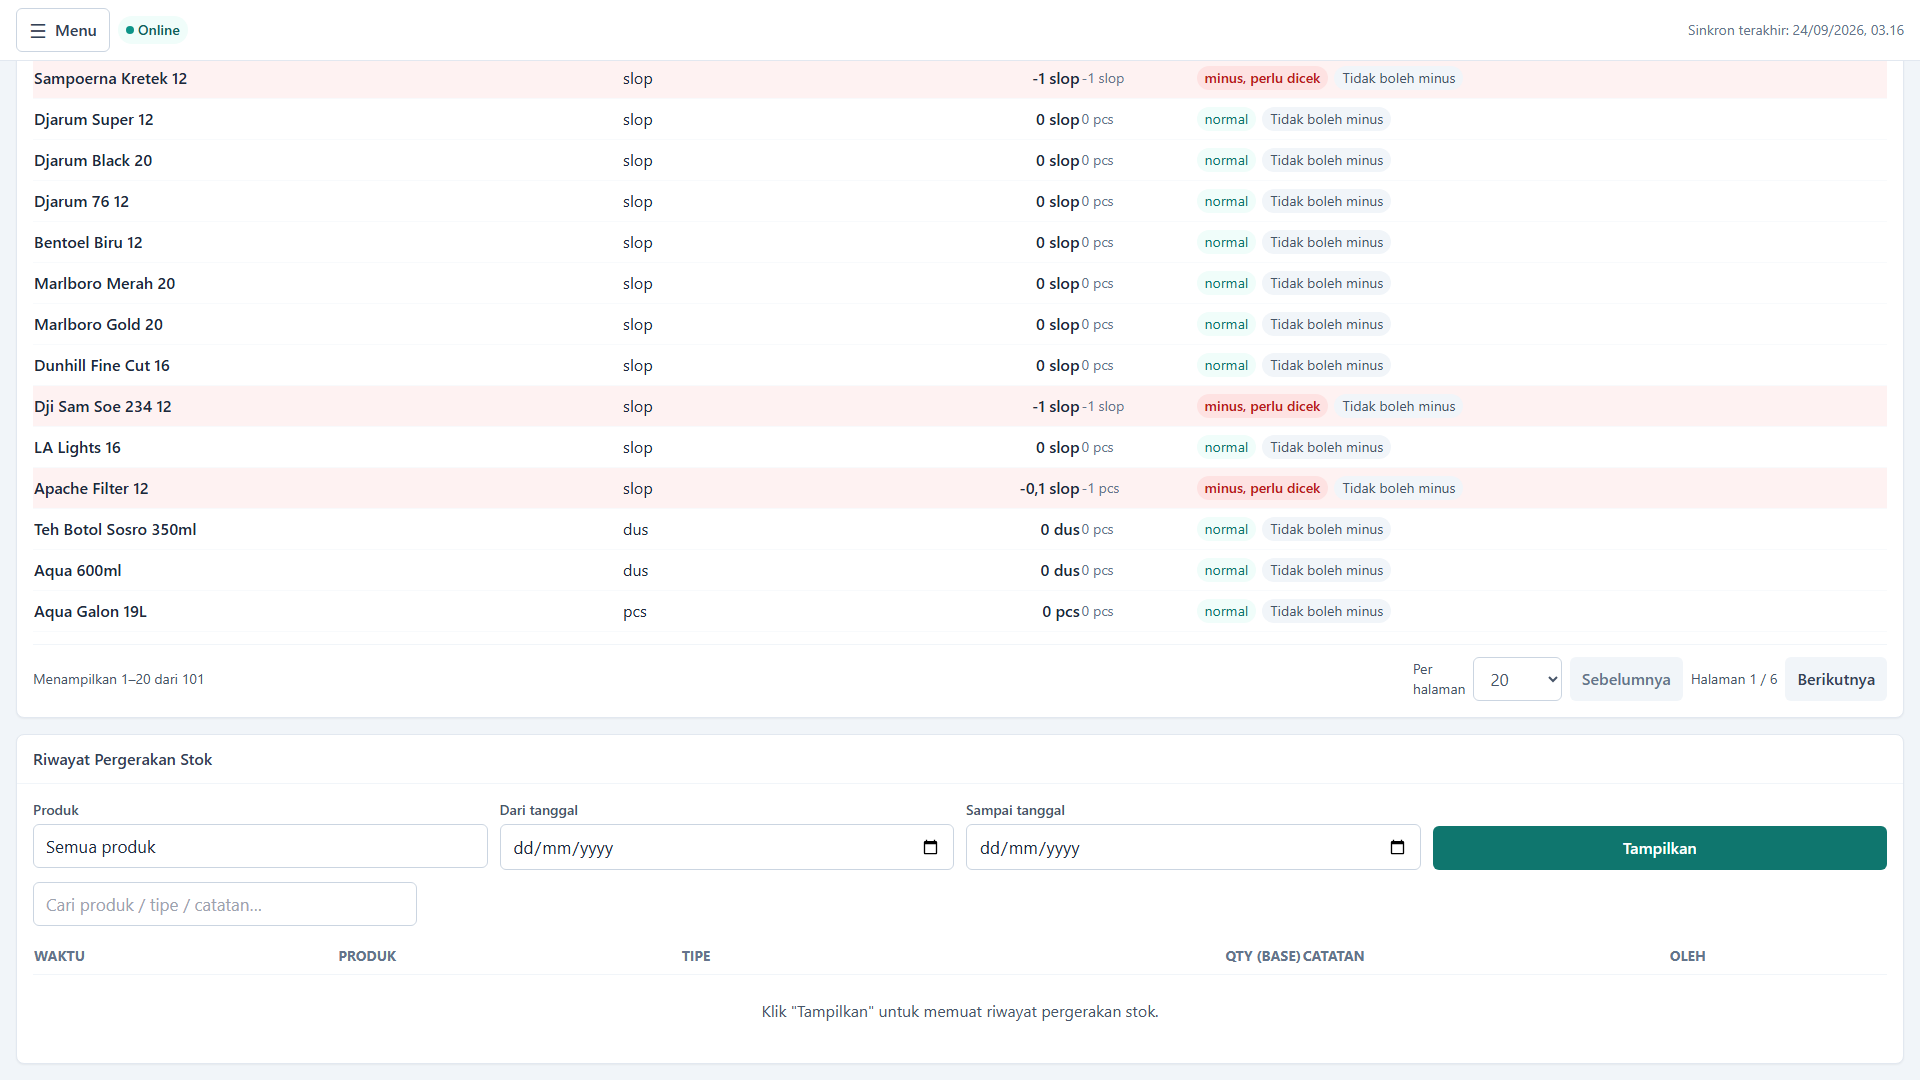 ☰ Menu
Online
Sinkron terakhir: 24/09/2026, 03.16
Sampoerna Kretek 12 slop -1 slop -1 slop minus, perlu dicek Tidak boleh minus
Djarum Super 12 slop 0 slop 0 pcs normal Tidak boleh minus
Djarum Black 20 slop 0 slop 0 pcs normal Tidak boleh minus
Djarum 76 12 slop 0 slop 0 pcs normal Tidak boleh minus
Bentoel Biru 12 slop 0 slop 0 pcs normal Tidak boleh minus
Marlboro Merah 20 slop 0 slop 0 pcs normal Tidak boleh minus
Marlboro Gold 20 slop 0 slop 0 pcs normal Tidak boleh minus
Dunhill Fine Cut 16 slop 0 slop 0 pcs normal Tidak boleh minus
Dji Sam Soe 234 12 slop -1 slop -1 slop minus, perlu dicek Tidak boleh minus
LA Lights 16 slop 0 slop 0 pcs normal Tidak boleh minus
Apache Filter 12 slop -0,1 slop -1 pcs minus, perlu dicek Tidak boleh minus
Teh Botol Sosro 350ml dus 0 dus 0 pcs normal Tidak boleh minus
Aqua 600ml dus 0 dus 0 pcs normal Tidak boleh minus
Aqua Galon 19L pcs 0 pcs 0 pcs normal Tidak boleh minus
Menampilkan 1–20 dari 101
Per
halaman
20
Sebelumnya
Halaman 1 / 6
Berikutnya
Riwayat Pergerakan Stok
Produk Dari tanggal Sampai tanggal
Semua produk dd/mm/yyyy dd/mm/yyyy Tampilkan
Cari produk / tipe / catatan...
WAKTU PRODUK TIPE QTY (BASE) CATATAN OLEH
Klik "Tampilkan" untuk memuat riwayat pergerakan stok.